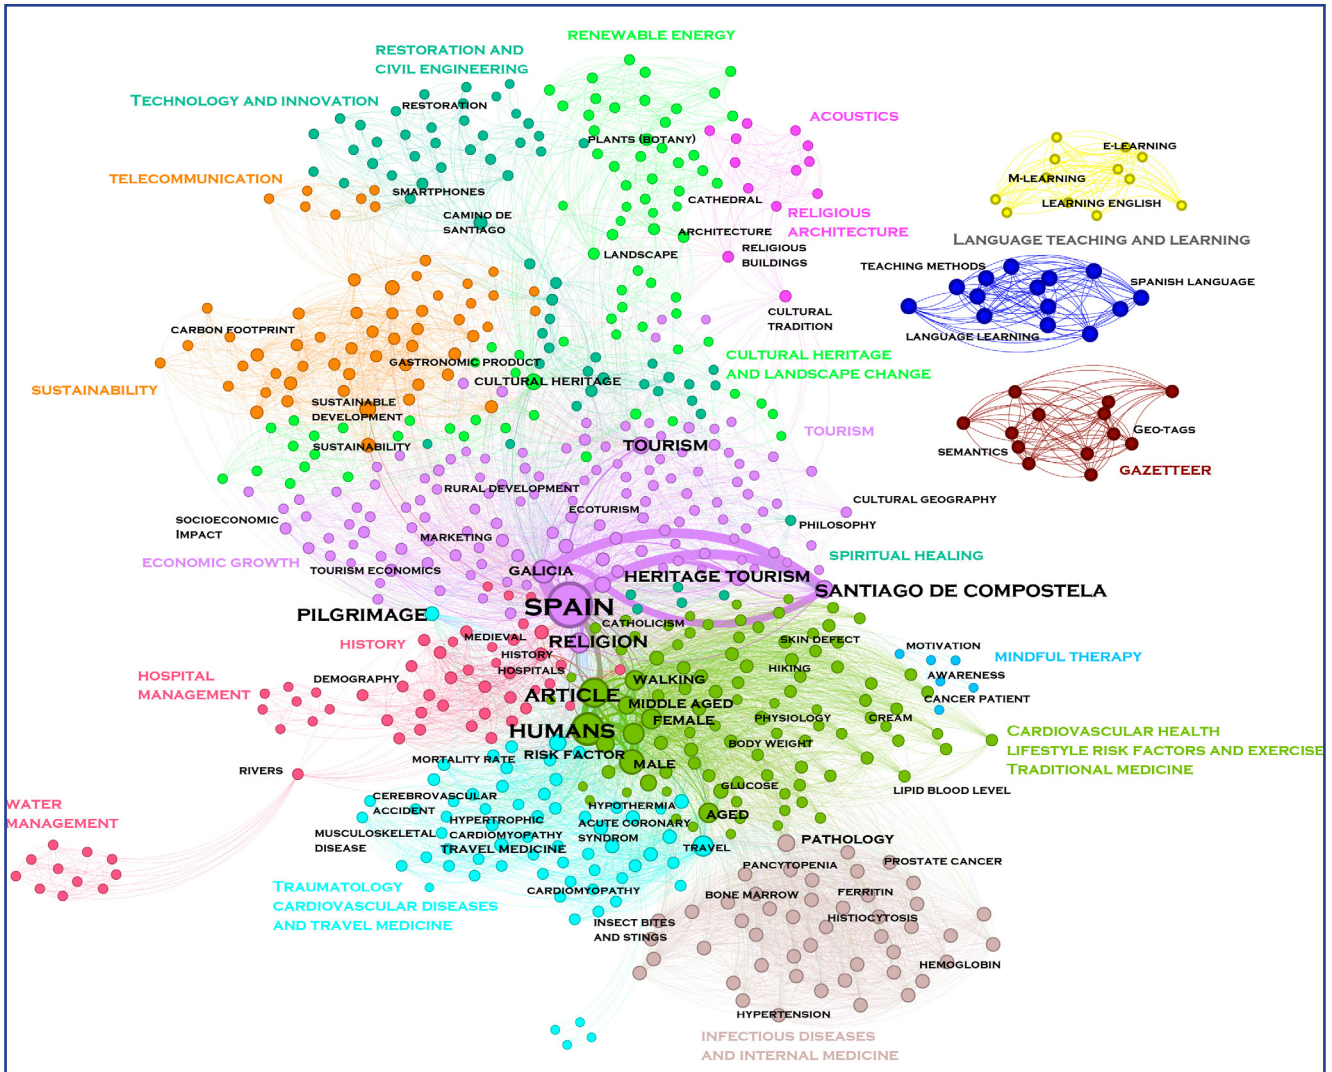 RENEWABLE ENERGY
RESTORATION AND
CIVIL ENGINEERING
TECHNOLOGY AND INNOVATION
RESTORATION
ACOUSTICS
PLANTS (BOTANY)
E-LEARNING
M-LEARNING
LEARNING ENGLISH
TELECOMMUNICATION
SMARTPHONES
CATHEDRAL
CAMINO DE
SANTIAGO
RELIGIOUS
ARCHITECTURE
ARCHITECTURE
RELIGIOUS
BUILDINGS
LANDSCAPE
LANGUAGE TEACHING AND LEARNING
TEACHING METHODS
SPANISH LANGUAGE
LANGUAGE LEARNING
CULTURAL
TRADITION
CARBON FOOTPRINT
GASTRONOMIC PRODUCT
CULTURAL HERITAGE
CULTURAL HERITAGE
AND LANDSCAPE CHANGE
SUSTAINABILITY
SUSTAINABLE
DEVELOPMENT
SUSTAINABILITY
TOURISM
TOURISM
GEO-TAGS
SEMANTICS
GAZETTEER
RURAL DEVELOPMENT
ECOTOURISM
CULTURAL GEOGRAPHY
PHILOSOPHY
SOCIOECONOMIC
IMPACT
MARKETING
ECONOMIC GROWTH
TOURISM ECONOMICS
GALICIA
HERITAGE TOURISM
SPIRITUAL HEALING
SANTIAGO DE COMPOSTELA
SPAIN
PILGRIMAGE
CATHOLICISM
RELIGION
HISTORY
MEDIEVAL
HISTORY
HOSPITALS
SKIN DEFECT
MOTIVATION
MINDFUL THERAPY
AWARENESS
CANCER PATIENT
HOSPITAL
MANAGEMENT
DEMOGRAPHY
HIKING
WALKING
ARTICLE
MIDDLE AGED
FEMALE
PHYSIOLOGY
CREAM
HUMANS
BODY WEIGHT
CARDIOVASCULAR HEALTH
LIFESTYLE RISK FACTORS AND EXERCISE
TRADITIONAL MEDICINE
RISK FACTOR
MALE
MORTALITY RATE
RIVERS
GLUCOSE
LIPID BLOOD LEVEL
WATER
MANAGEMENT
CEREBROVASCULAR
ACCIDENT
HYPOTHERMIA
AGED
HYPERTROPHIC
CARDIOMYOPATHY
ACUTE CORONARY
SYNDROM
MUSCULOSKELETAL
DISEASE
TRAVEL MEDICINE
TRAVEL
PATHOLOGY
PANCYTOPENIA
PROSTATE CANCER
TRAUMATOLOGY
CARDIOVASCULAR DISEASES
AND TRAVEL MEDICINE
CARDIOMYOPATHY
BONE MARROW
FERRITIN
HISTIOCYTOSIS
INSECT BITES
AND STINGS
HEMOGLOBIN
HYPERTENSION
INFECTIOUS DISEASES
AND INTERNAL MEDICINE